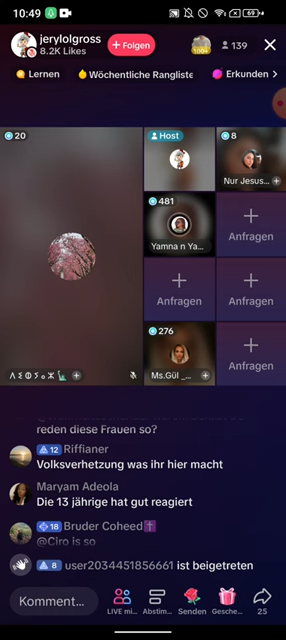 10:49
69
jerylolgross
8.2K Likes
+ Folgen
100+
139
Lernen
Wöchentliche Rangliste
Erkunden >
20
Host
8
Nur Jesus...
481
Yamna n Ya...
Anfragen
Anfragen
Anfragen
276
Ms.Gül _...
Anfragen
reden diese Frauen so?
12 Riffianer
Volksverhetzung was ihr hier macht
Maryam Adeola
Die 13 jährige hat gut reagiert
18 Bruder Coheed✝️
@Ciro is so
8 user2034451856661 ist beigetreten
Komment...
LIVE mi...
Abstim...
Senden
Gesche...
25